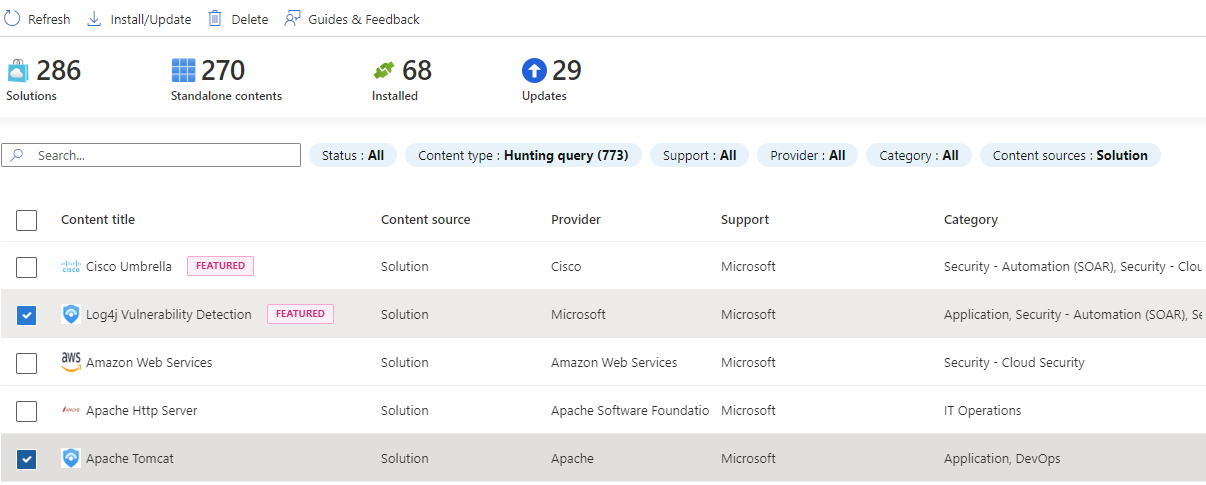 Refresh Install/Update Delete Guides & Feedback
286 270 68 29
Solutions Standalone contents Installed Updates
Search... Status : All Content type : Hunting query (773) Support : All Provider : All Category : All Content sources : Solution
Content title Content source Provider Support Category
CISCO Cisco Umbrella FEATURED Solution Cisco Microsoft Security - Automation (SOAR), Security - Clou
Log4j Vulnerability Detection FEATURED Solution Microsoft Microsoft Application, Security - Automation (SOAR), Se
aws Amazon Web Services Solution Amazon Web Services Microsoft Security - Cloud Security
APACHE Apache Http Server Solution Apache Software Foundatio Microsoft IT Operations
Apache Tomcat Solution Apache Microsoft Application, DevOps